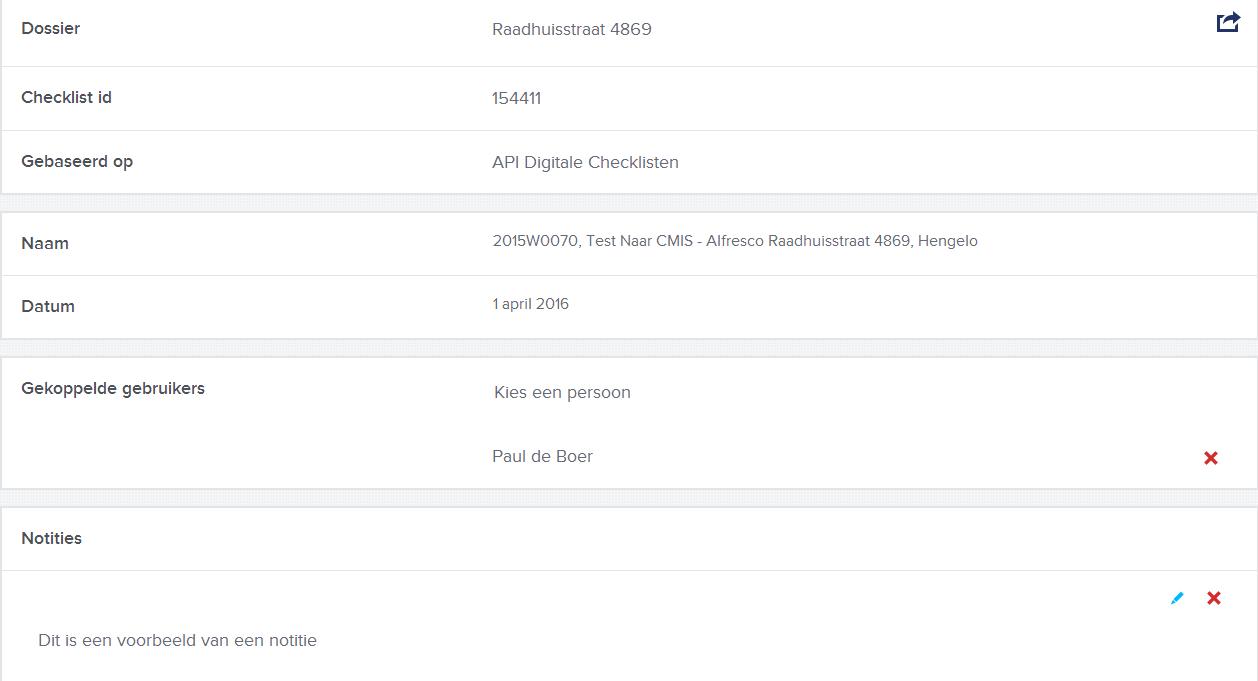 Dossier Raadhuisstraat 4869
Checklist id 154411
Gebaseerd op API Digitale Checklisten
Naam 2015W0070, Test Naar CMIS - Alfresco Raadhuisstraat 4869, Hengelo
Datum 1 april 2016
Gekoppelde gebruikers Kies een persoon
Paul de Boer
Notities
Dit is een voorbeeld van een notitie